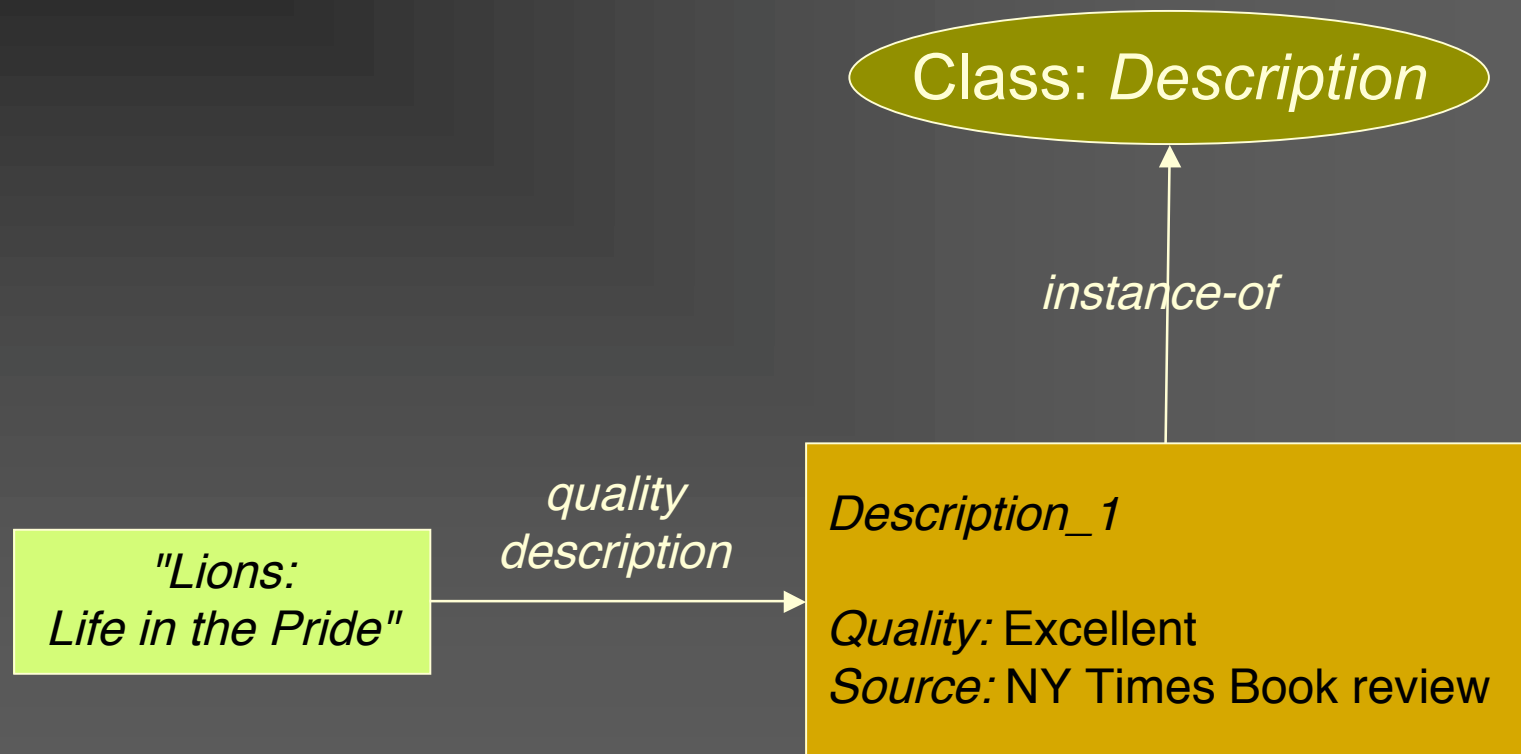 Class: Description
instance-of
quality
description
"Lions:
Life in the Pride"
Description_1
Quality: Excellent
Source: NY Times Book review